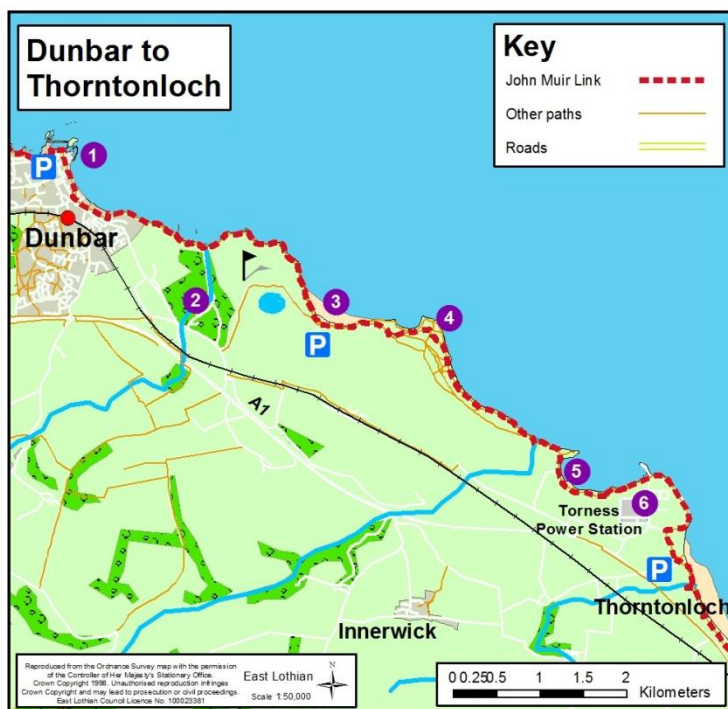 Dunbar to
Thorntonloch
Key
John Muir Link
Other paths
Roads
1
P
Dunbar
2
3
4
P
A1
5
6
Torness
Power Station
P
Thorntonloch
Innerwick
Reproduced from the Ordnance Survey map with the permission
of the Controller of Her Majesty's Stationery Office.
Crown Copyright 1998. Unauthorised reproduction infringes
Crown Copyright and may lead to prosecution or civil proceedings.
East Lothian Council Licence No. 100023381
East Lothian
Scale 1:50,000
N
0 0.25 0.5 1 1.5 2
Kilometers